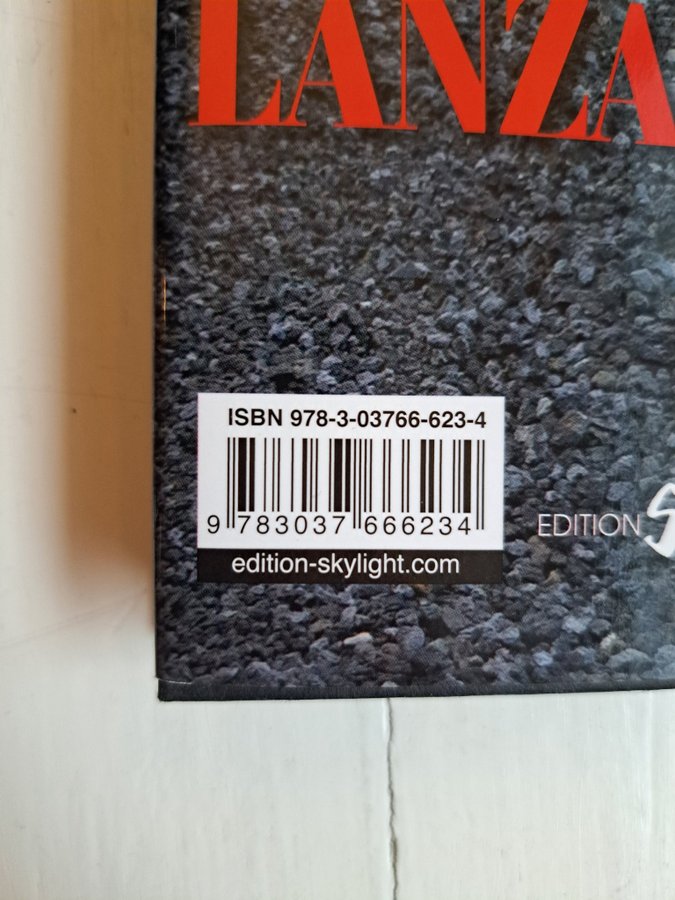 LANZA
ISBN 978-3-03766-623-4
9 783037 666234
edition-skylight.com
EDITION